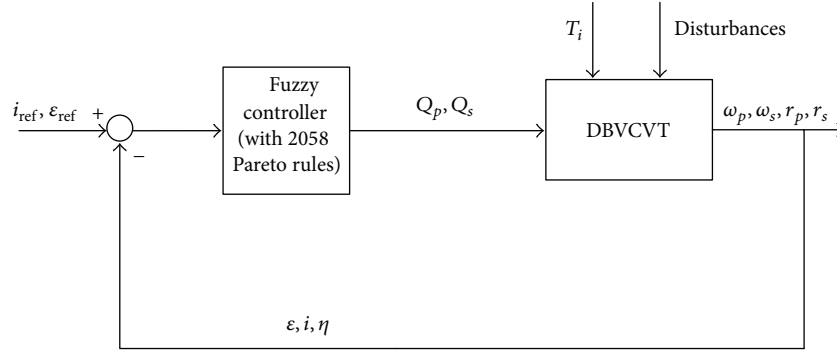 T_i
Disturbances
i_ref, ε_ref
+
−
Fuzzy
controller
(with 2058
Pareto rules)
Q_p, Q_s
DBVCVT
ω_p, ω_s, r_p, r_s
ε, i, η